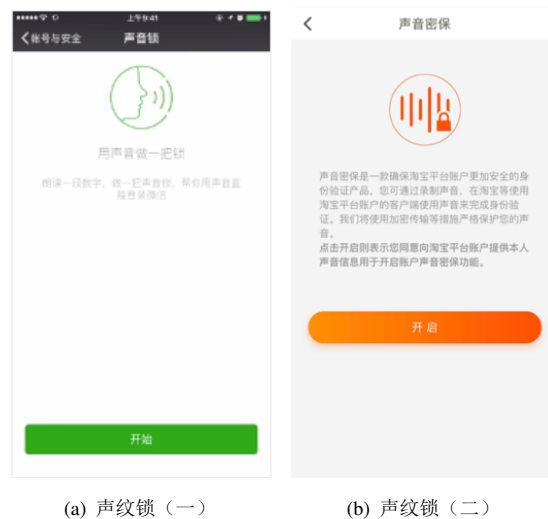 上午9:41
帐号与安全
声音锁
用声音做一把锁
朗读一段数字，做一把声音锁，帮你用声音直
接登录微信
开始
(a) 声纹锁（一）
声音密保
声音密保是一款确保淘宝平台账户更加安全的身
份验证产品，您可通过录制声音，在淘宝等使用
淘宝平台账户的客户端使用声音来完成身份验
证。我们将使用加密传输等措施严格保护您的声
音。
点击开启则表示您同意向淘宝平台账户提供本人
声音信息用于开启账户声音密保功能。
开 启
(b) 声纹锁（二）